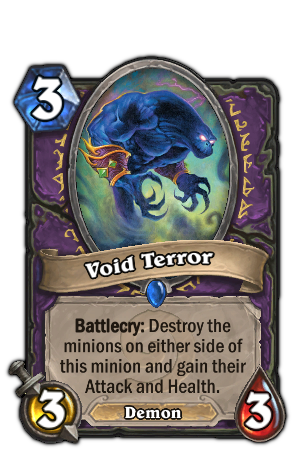 3
Void Terror
Battlecry: Destroy the
minions on either side of
this minion and gain their
Attack and Health.
3
Demon
3